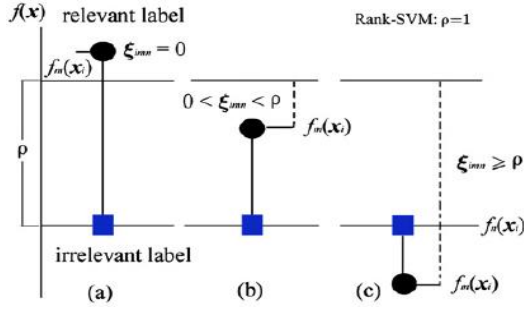 f(x) relevant label Rank-SVM: ρ=1
ξimn = 0
fm(xi)
0 < ξimn < ρ
fm(xi)
ρ
ξimn ≥ ρ
fn(xi)
irrelevant label
fm(xi)
(a) (b) (c)